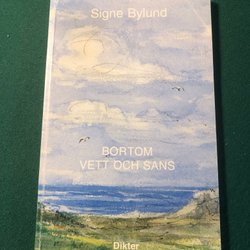 Signe Bylund
BORTOM
VETT OCH SANS
Dikter